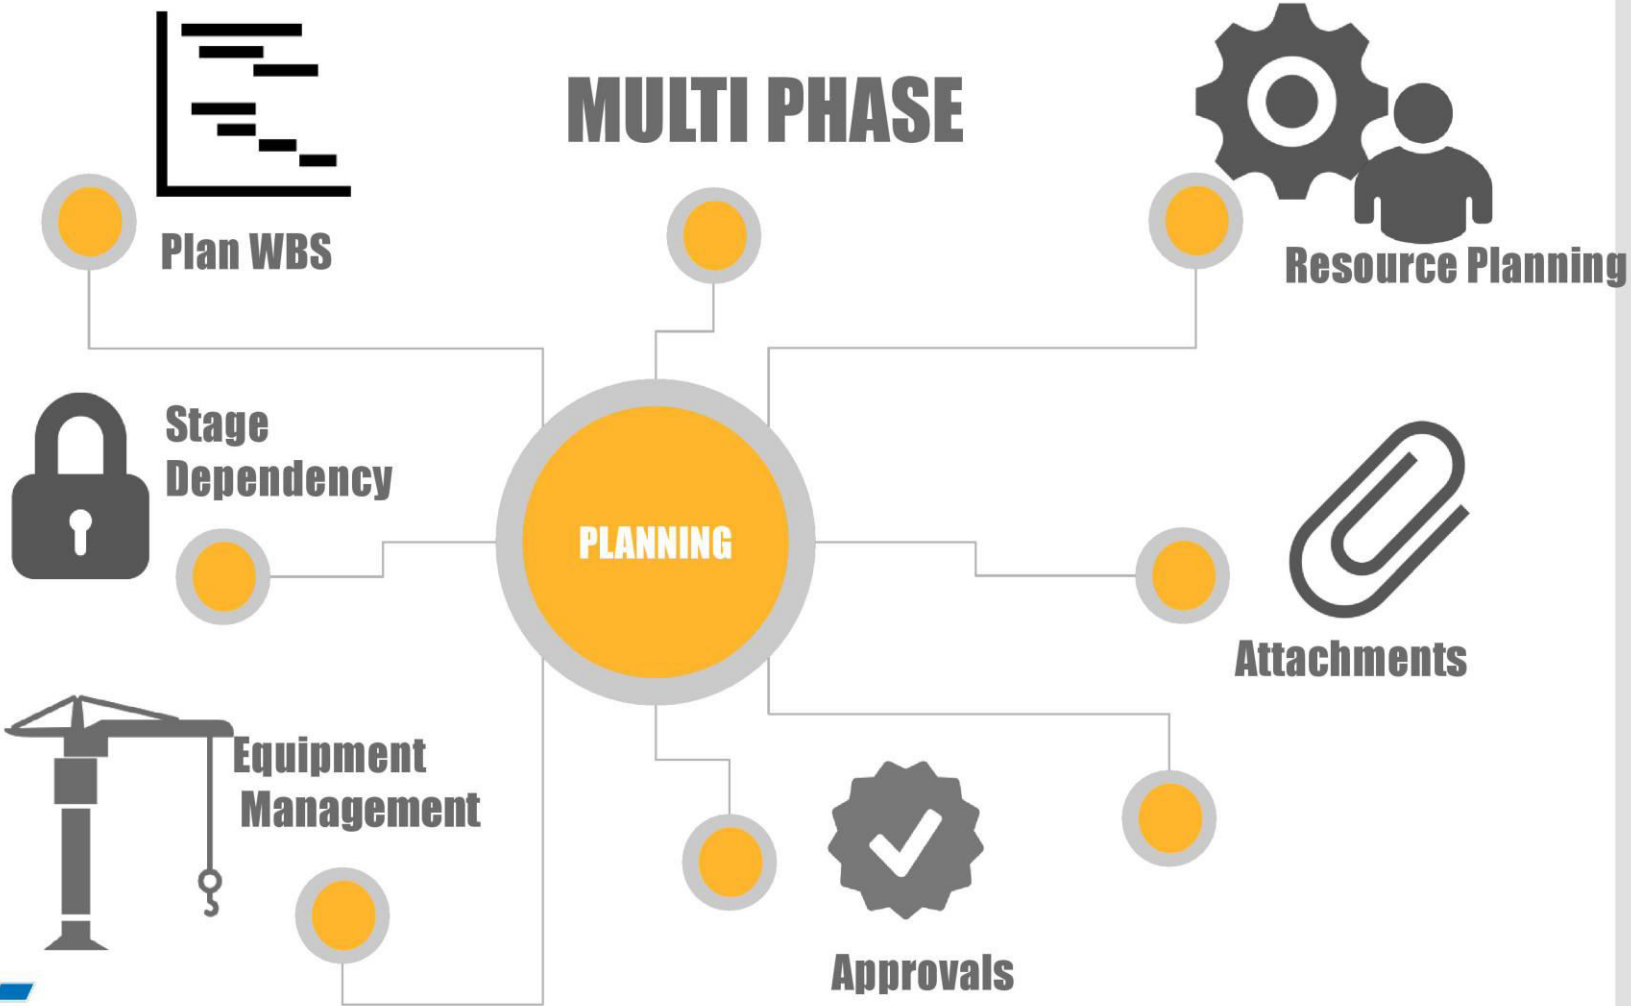 MULTI PHASE
Plan WBS
Resource Planning
Stage
Dependency
PLANNING
Attachments
Equipment
Management
Approvals